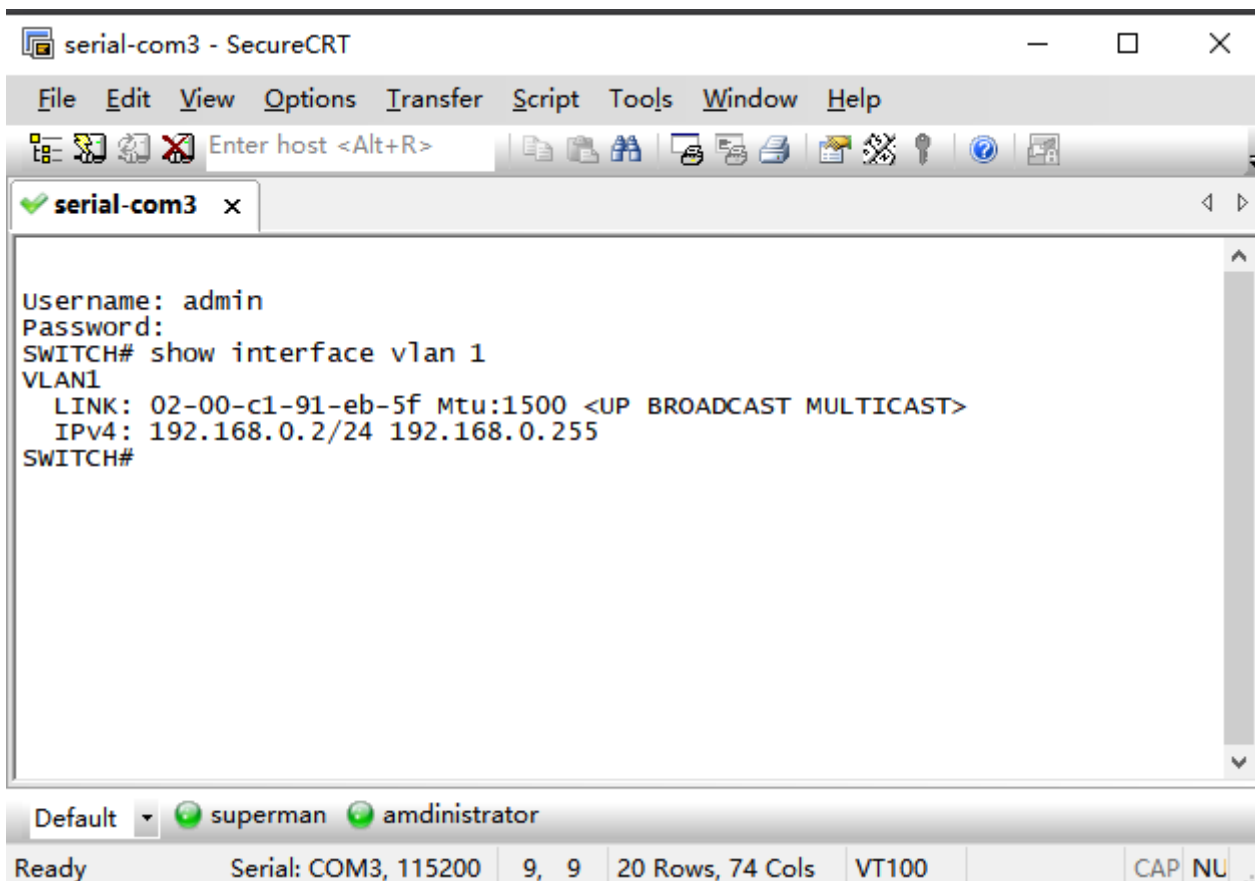 serial-com3 - SecureCRT
File Edit View Options Transfer Script Tools Window Help
Enter host <Alt+R>
serial-com3 x
Username: admin
Password:
SWITCH# show interface vlan 1
VLAN1
LINK: 02-00-c1-91-eb-5f Mtu:1500 <UP BROADCAST MULTICAST>
IPv4: 192.168.0.2/24 192.168.0.255
SWITCH#
Default superman amdinistrator
Ready Serial: COM3, 115200 9, 9 20 Rows, 74 Cols VT100 CAP NU